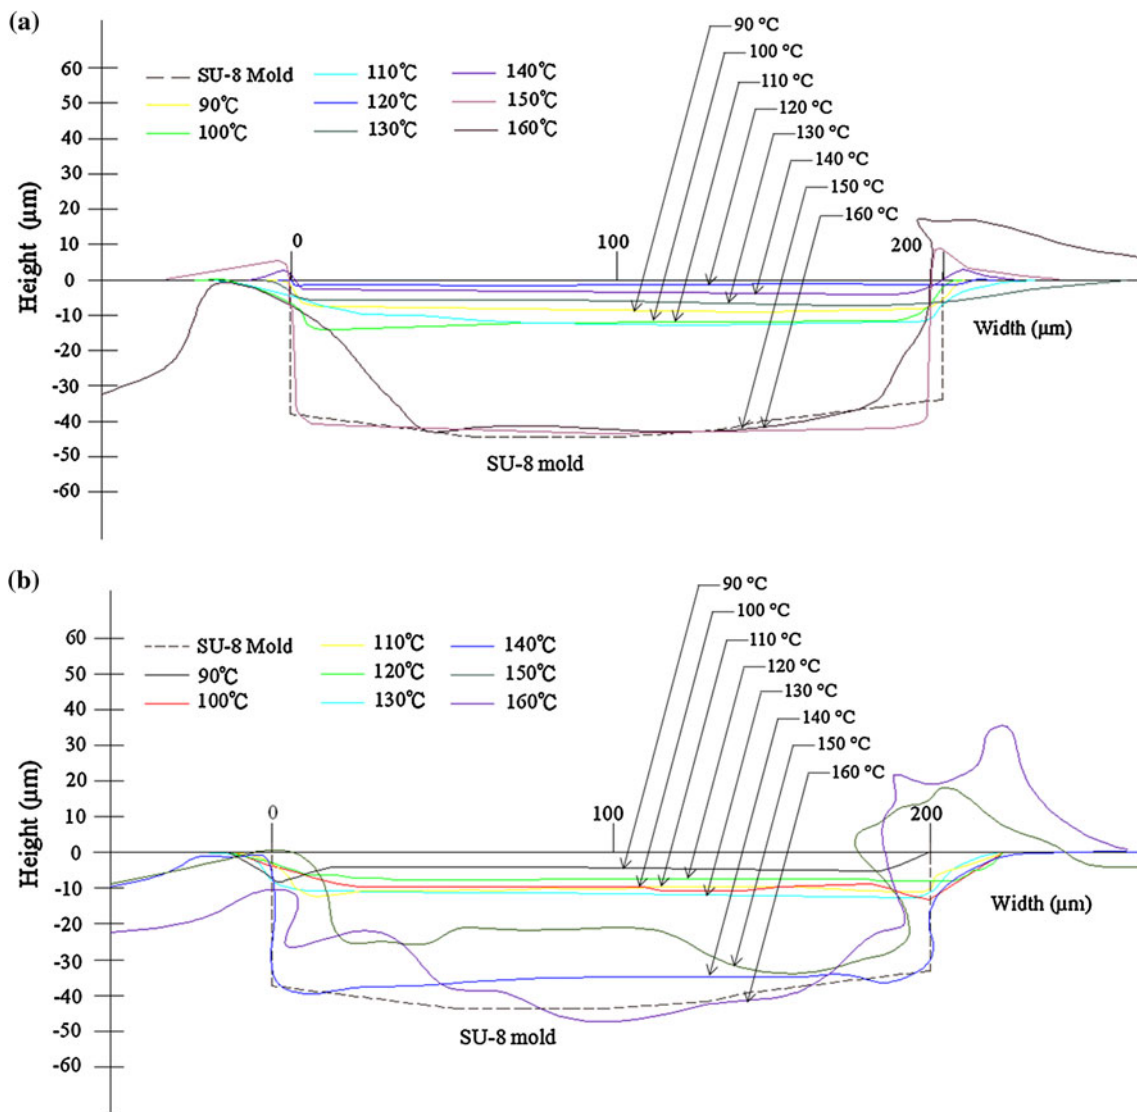 (a)
90 °C
100 °C
110 °C
120 °C
130 °C
140 °C
150 °C
160 °C
SU-8 Mold
90℃
100℃
110℃
120℃
130℃
140℃
150℃
160℃
Height (μm)
60
50
40
30
20
10
0
-10
-20
-30
-40
-50
-60
0
100
200
Width (μm)
SU-8 mold
(b)
90 °C
100 °C
110 °C
120 °C
130 °C
140 °C
150 °C
160 °C
SU-8 Mold
90℃
100℃
110℃
120℃
130℃
140℃
150℃
160℃
Height (μm)
60
50
40
30
20
10
0
-10
-20
-30
-40
-50
-60
0
100
200
Width (μm)
SU-8 mold